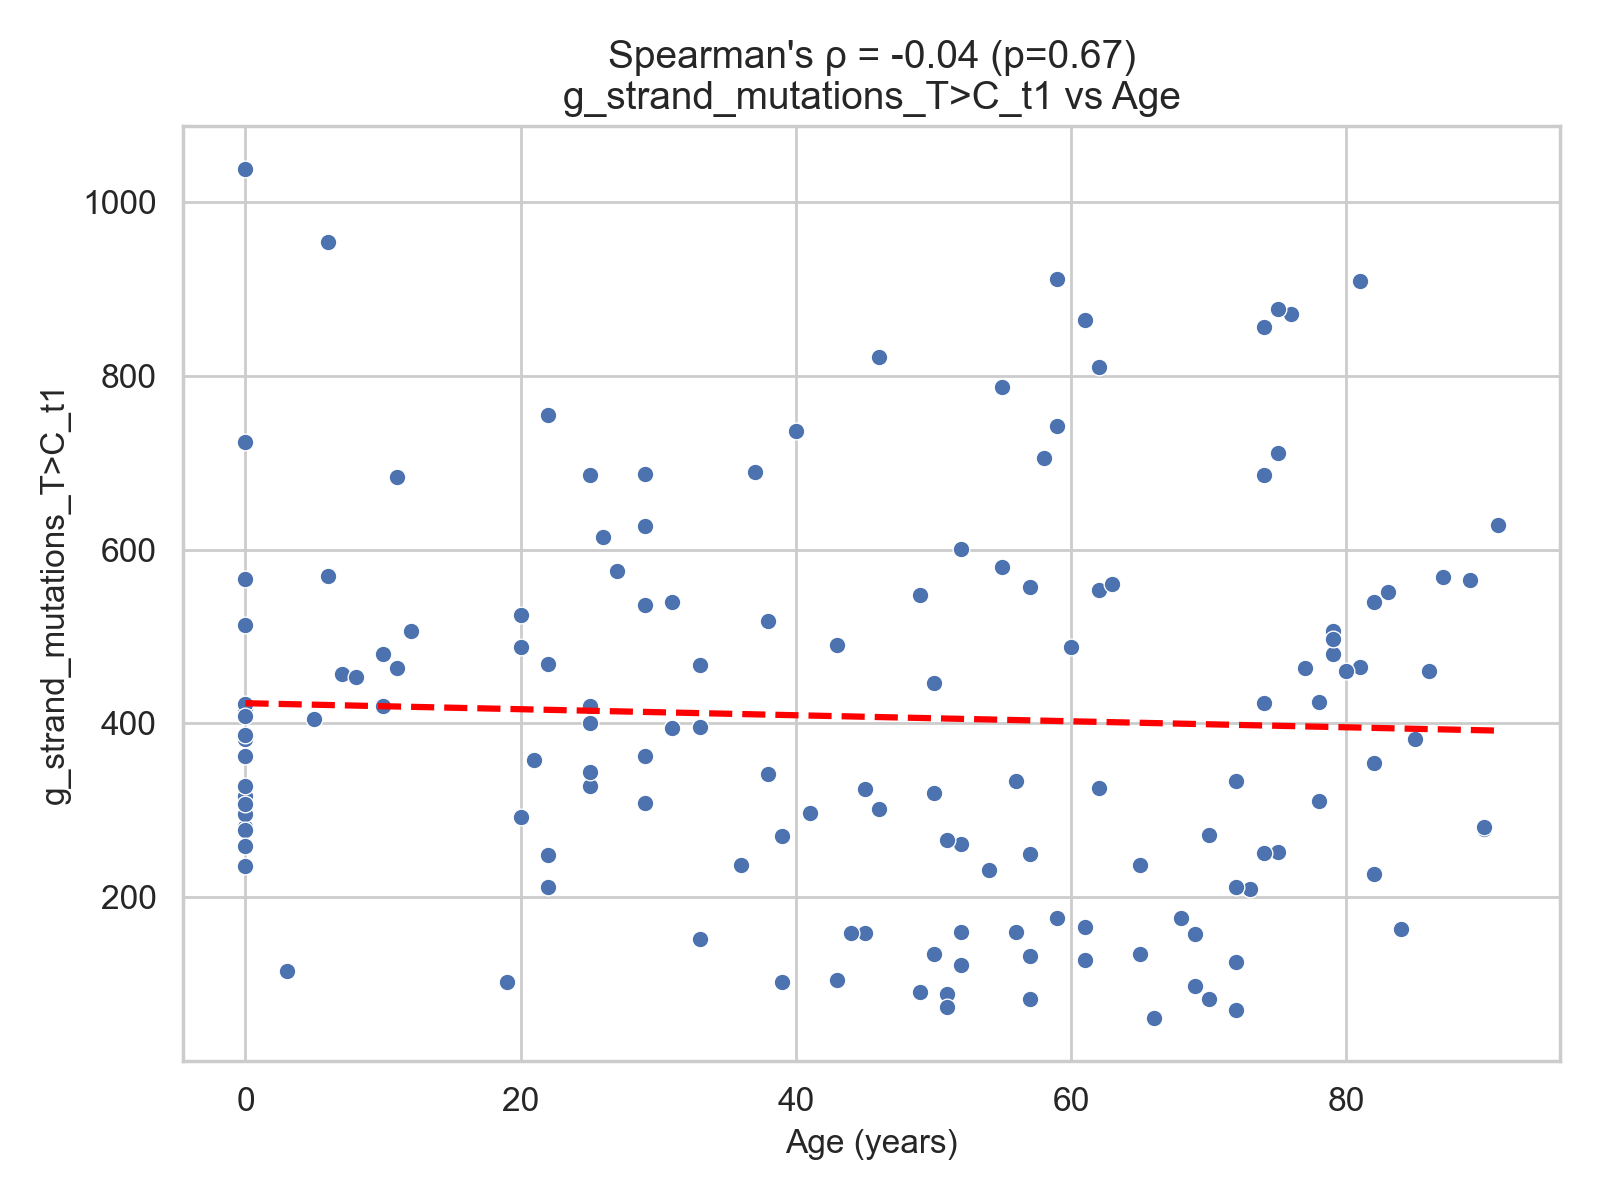 Spearman's ρ = -0.04 (p=0.67)
g_strand_mutations_T>C_t1 vs Age
1000
800
600
400
200
g_strand_mutations_T>C_t1
0 20 40 60 80
Age (years)